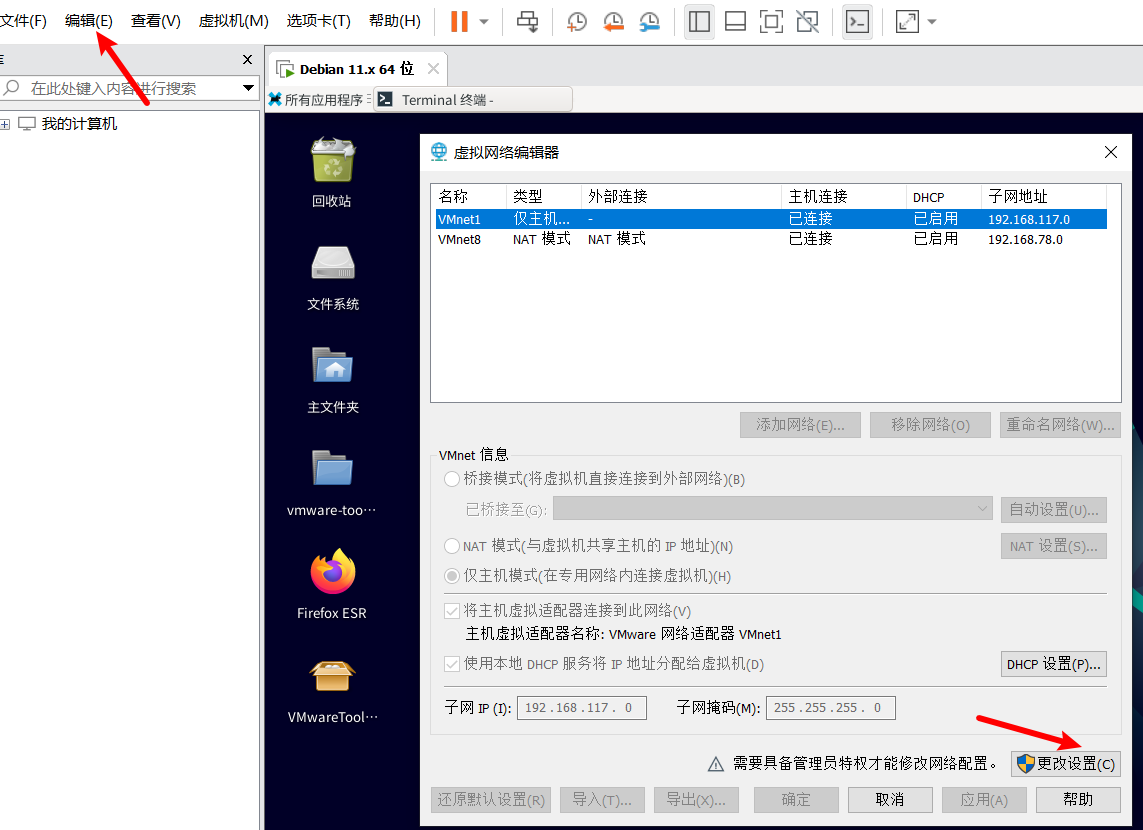 文件(F) 编辑(E) 查看(V) 虚拟机(M) 选项卡(T) 帮助(H)
在此处键入内容进行搜索
我的计算机
Debian 11.x 64 位
所有应用程序 Terminal 终端 -
回收站
文件系统
主文件夹
vmware-too…
Firefox ESR
VMwareTool…
虚拟网络编辑器
名称 类型 外部连接 主机连接 DHCP 子网地址
VMnet1 仅主机... - 已连接 已启用 192.168.117.0
VMnet8 NAT 模式 NAT 模式 已连接 已启用 192.168.78.0
添加网络(E)... 移除网络(O) 重命名网络(W)...
VMnet 信息
桥接模式(将虚拟机直接连接到外部网络)(B)
已桥接至(G): 自动设置(U)...
NAT 模式(与虚拟机共享主机的 IP 地址)(N) NAT 设置(S)...
仅主机模式(在专用网络内连接虚拟机)(H)
将主机虚拟适配器连接到此网络(V)
主机虚拟适配器名称: VMware 网络适配器 VMnet1
使用本地 DHCP 服务将 IP 地址分配给虚拟机(D) DHCP 设置(P)...
子网 IP (I): 192 . 168 . 117 . 0 子网掩码(M): 255 . 255 . 255 . 0
需要具备管理员特权才能修改网络配置。 更改设置(C)
还原默认设置(R) 导入(T)... 导出(X)... 确定 取消 应用(A) 帮助